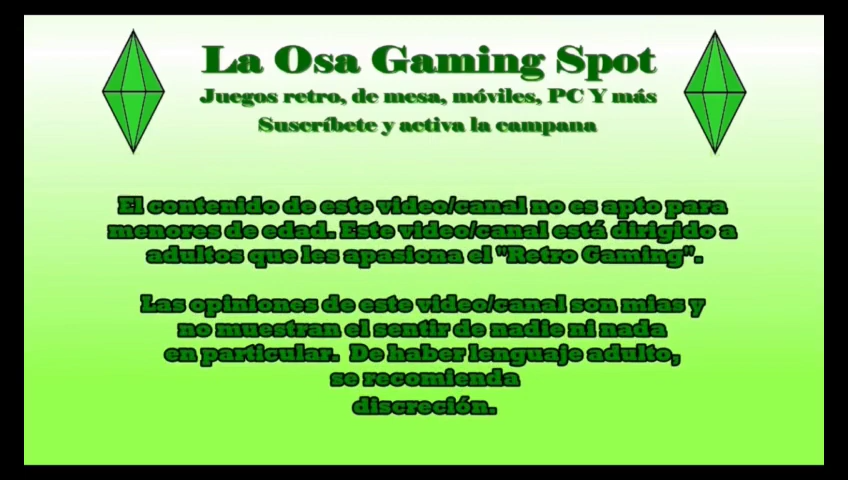 La Osa Gaming Spot
Juegos retro, de mesa, móviles, PC Y más
Suscríbete y activa la campana
El contenido de este video/canal no es apto para
menores de edad. Este video/canal está dirigido a
adultos que les apasiona el "Retro Gaming".
Las opiniones de este video/canal son mias y
no muestran el sentir de nadie ni nada
en particular. De haber lenguaje adulto,
se recomienda
discreción.